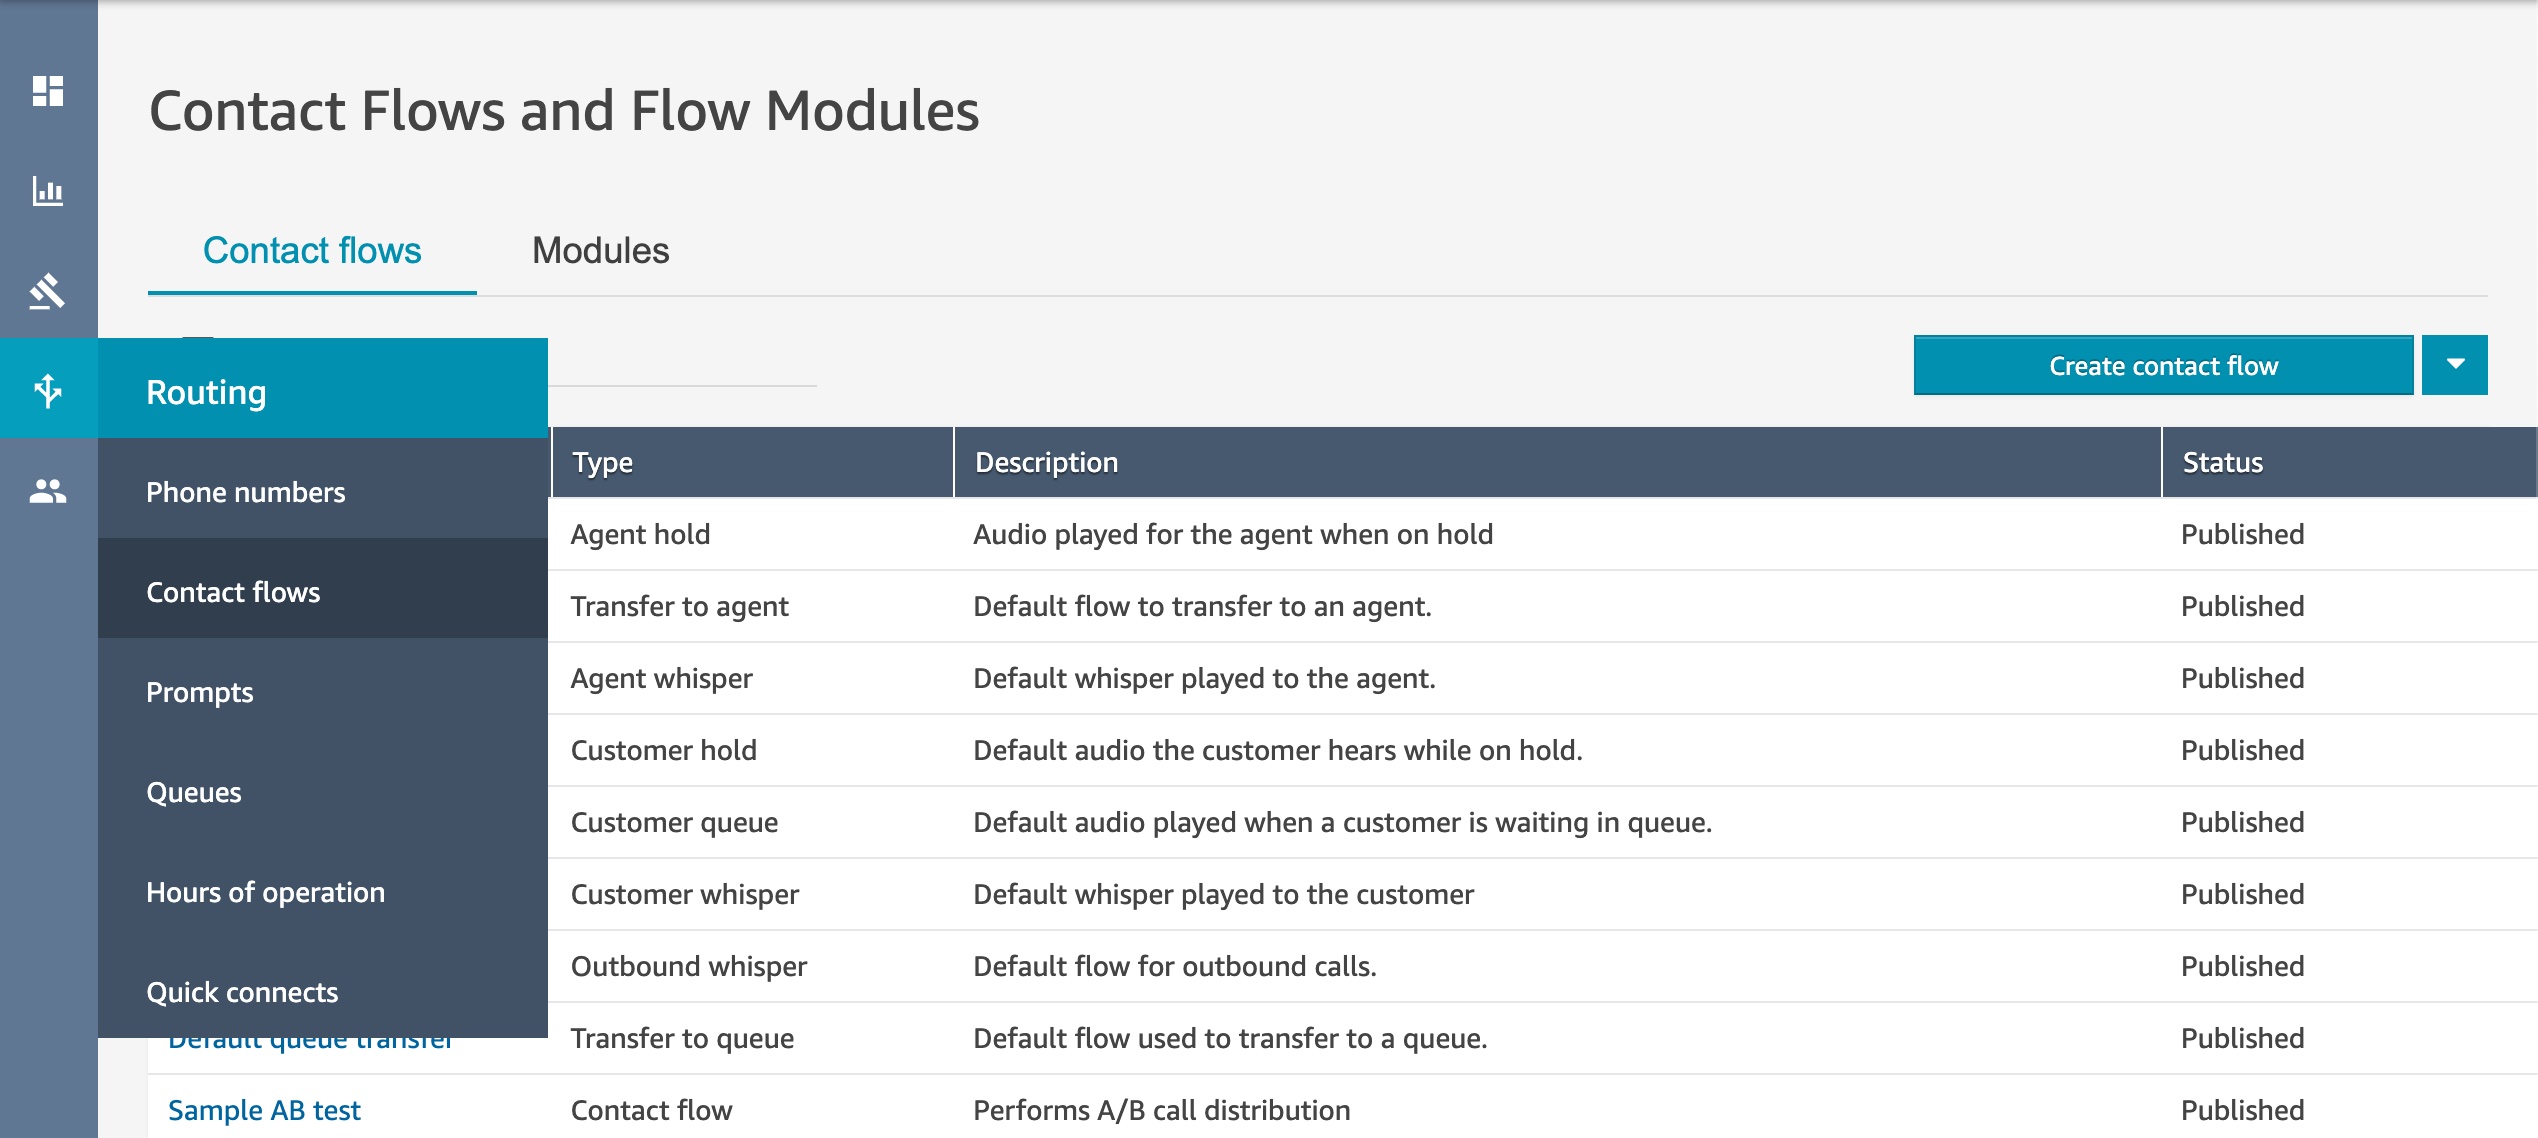 Contact Flows and Flow Modules
Contact flows Modules
Create contact flow
Routing
Phone numbers
Contact flows
Prompts
Queues
Hours of operation
Quick connects
Type Description Status
Agent hold Audio played for the agent when on hold Published
Transfer to agent Default flow to transfer to an agent. Published
Agent whisper Default whisper played to the agent. Published
Customer hold Default audio the customer hears while on hold. Published
Customer queue Default audio played when a customer is waiting in queue. Published
Customer whisper Default whisper played to the customer Published
Outbound whisper Default flow for outbound calls. Published
Default queue transfer Transfer to queue Default flow used to transfer to a queue. Published
Sample AB test Contact flow Performs A/B call distribution Published